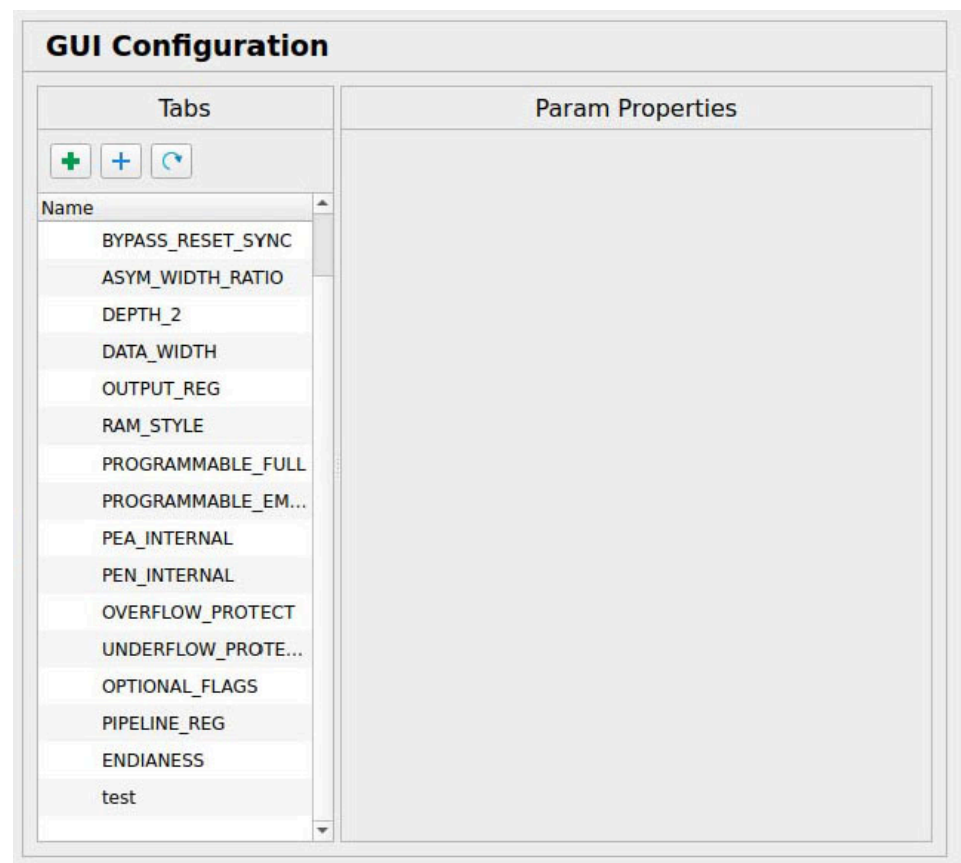 GUI Configuration
Tabs
Param Properties
Name
BYPASS_RESET_SYNC
ASYM_WIDTH_RATIO
DEPTH_2
DATA_WIDTH
OUTPUT_REG
RAM_STYLE
PROGRAMMABLE_FULL
PROGRAMMABLE_EM...
PEA_INTERNAL
PEN_INTERNAL
OVERFLOW_PROTECT
UNDERFLOW_PROTE...
OPTIONAL_FLAGS
PIPELINE_REG
ENDIANESS
test